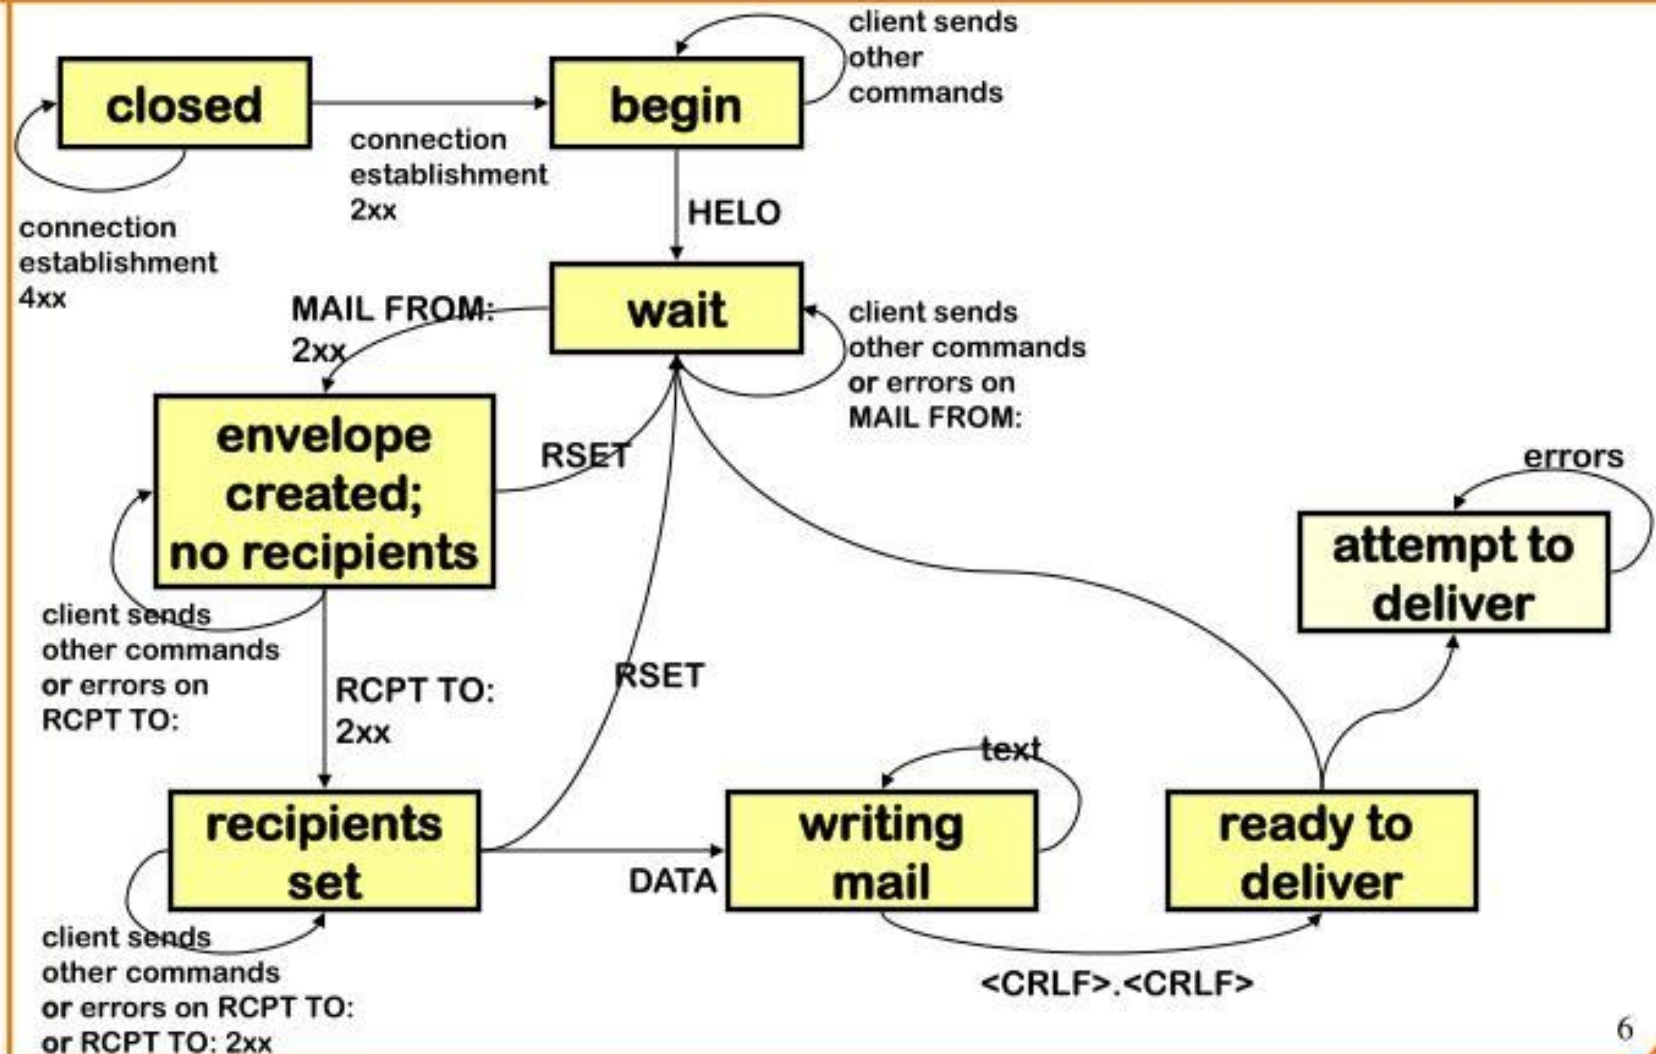 client sends
other
commands
closed
begin
connection
establishment
2xx
HELO
connection
establishment
4xx
MAIL FROM:
2xx
wait
client sends
other commands
or errors on
MAIL FROM:
envelope
created;
no recipients
RSET
errors
attempt to
deliver
client sends
other commands
or errors on
RCPT TO:
RCPT TO:
2xx
RSET
text
recipients
set
DATA
writing
mail
ready to
deliver
client sends
other commands
or errors on RCPT TO:
or RCPT TO: 2xx
<CRLF>.<CRLF>
6